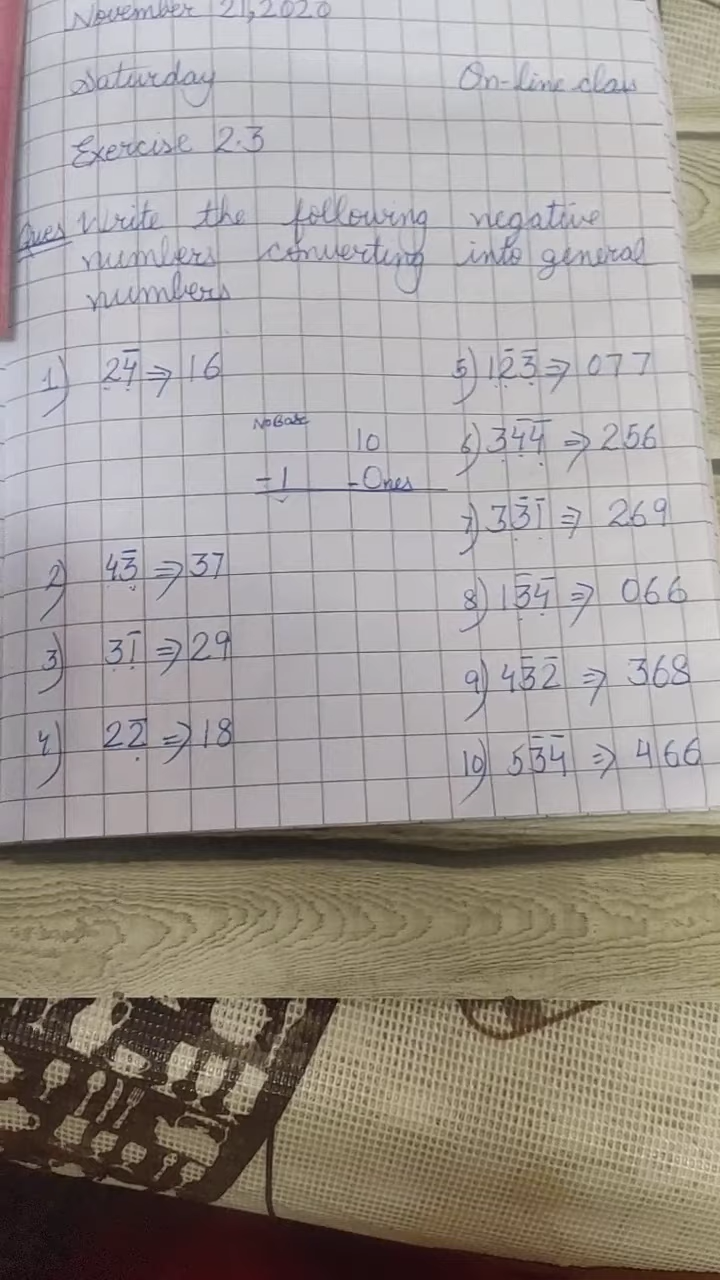 November 21, 2020
Saturday On-line class
Exercise 2.3
Ques Write the following negative
numbers converting into general
numbers
1) 24̅ ⇒ 16
No Base 10
-1 - Ones
2) 43̅ ⇒ 37
3) 31̅ ⇒ 29
4) 22̅ ⇒ 18
5) 12̅3̅ ⇒ 077
6) 34̅4̅ ⇒ 256
7) 33̅1̅ ⇒ 269
8) 13̅4̅ ⇒ 066
9) 43̅2̅ ⇒ 368
10) 53̅4̅ ⇒ 466